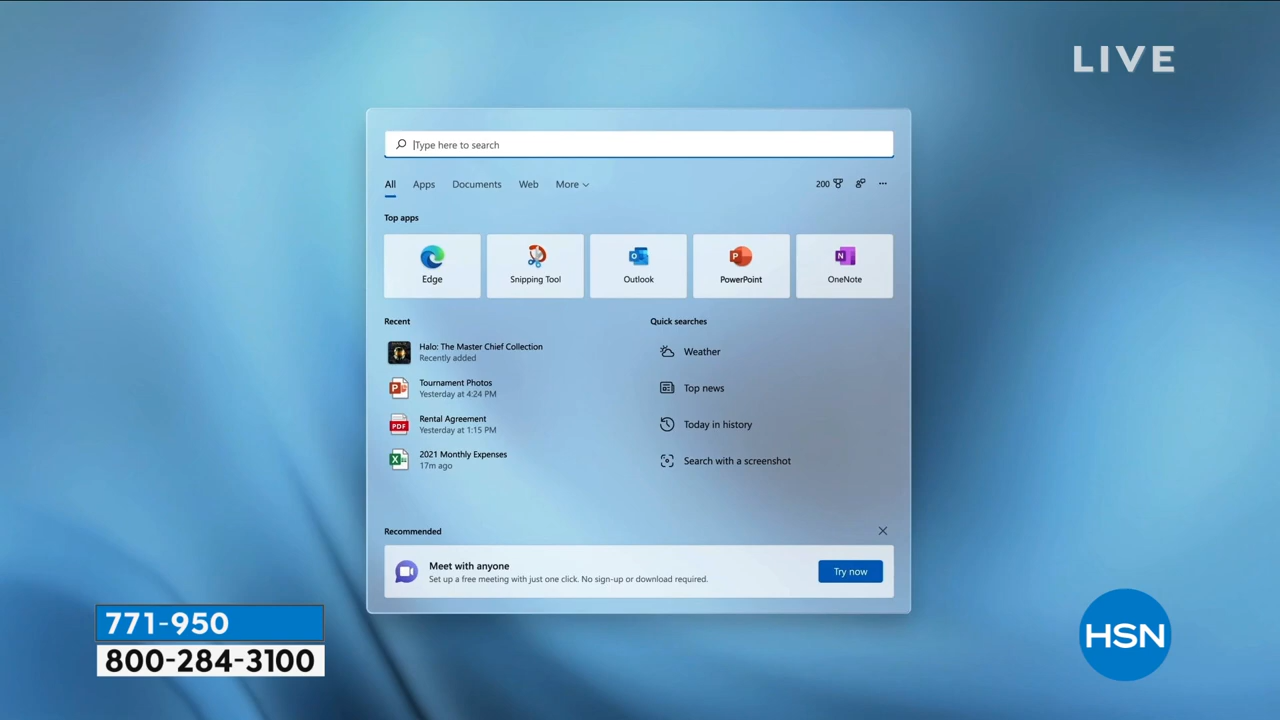 LIVE
Type here to search
All Apps Documents Web More
200
Top apps
Edge Snipping Tool Outlook PowerPoint OneNote
Recent
Halo: The Master Chief Collection
Recently added
Tournament Photos
Yesterday at 4:24 PM
PDF
Rental Agreement
Yesterday at 1:15 PM
2021 Monthly Expenses
17m ago
Quick searches
Weather
Top news
Today in history
Search with a screenshot
Recommended
Meet with anyone
Set up a free meeting with just one click. No sign-up or download required.
Try now
771-950
800-284-3100
HSN